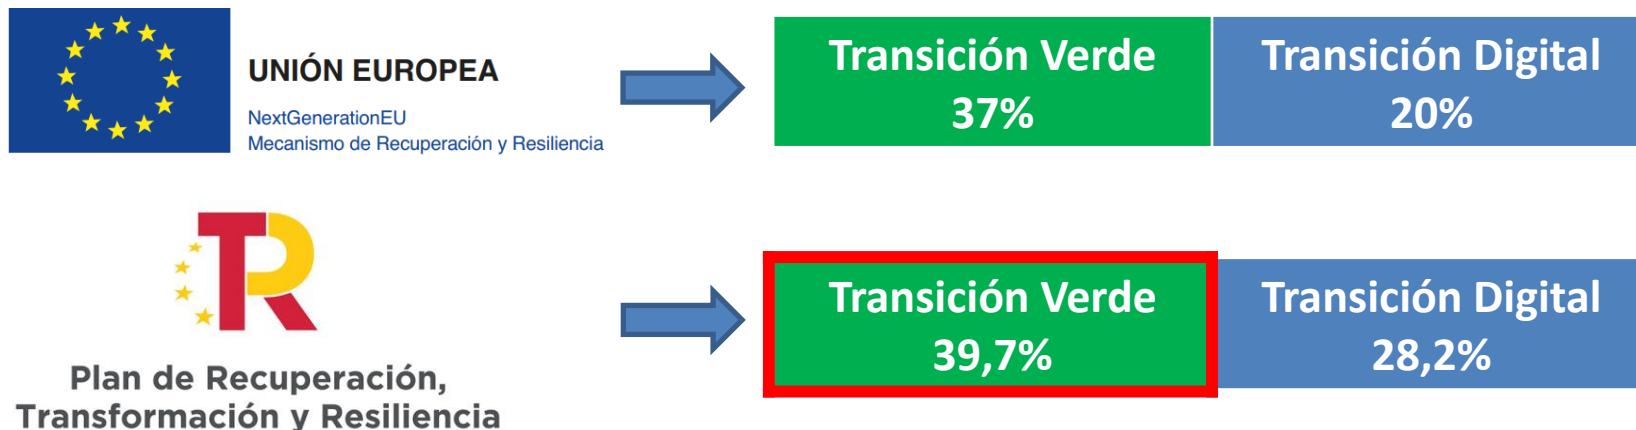 UNIÓN EUROPEA
NextGenerationEU
Mecanismo de Recuperación y Resiliencia
Transición Verde
37%
Transición Digital
20%
TR
Plan de Recuperación,
Transformación y Resiliencia
Transición Verde
39,7%
Transición Digital
28,2%